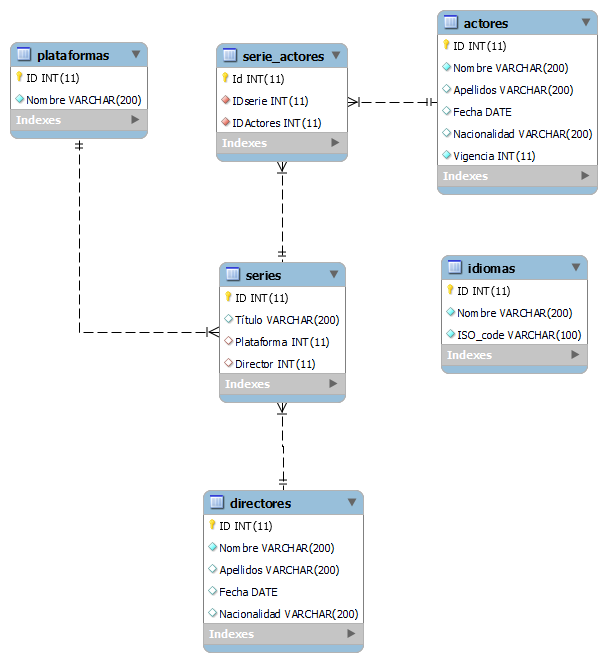 plataformas
ID INT(11)
Nombre VARCHAR(200)
Indexes
serie_actores
Id INT(11)
IDserie INT(11)
IDActores INT(11)
Indexes
actores
ID INT(11)
Nombre VARCHAR(200)
Apellidos VARCHAR(200)
Fecha DATE
Nacionalidad VARCHAR(200)
Vigencia INT(11)
Indexes
series
ID INT(11)
Título VARCHAR(200)
Plataforma INT(11)
Director INT(11)
Indexes
idiomas
ID INT(11)
Nombre VARCHAR(200)
ISO_code VARCHAR(100)
Indexes
directores
ID INT(11)
Nombre VARCHAR(200)
Apellidos VARCHAR(200)
Fecha DATE
Nacionalidad VARCHAR(200)
Indexes